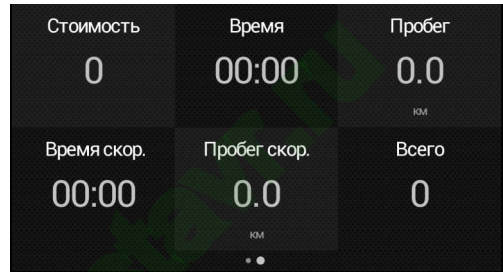 Стоимость Время Пробег
0 00:00 0.0
км
Время скор. Пробег скор. Всего
00:00 0.0 0
км